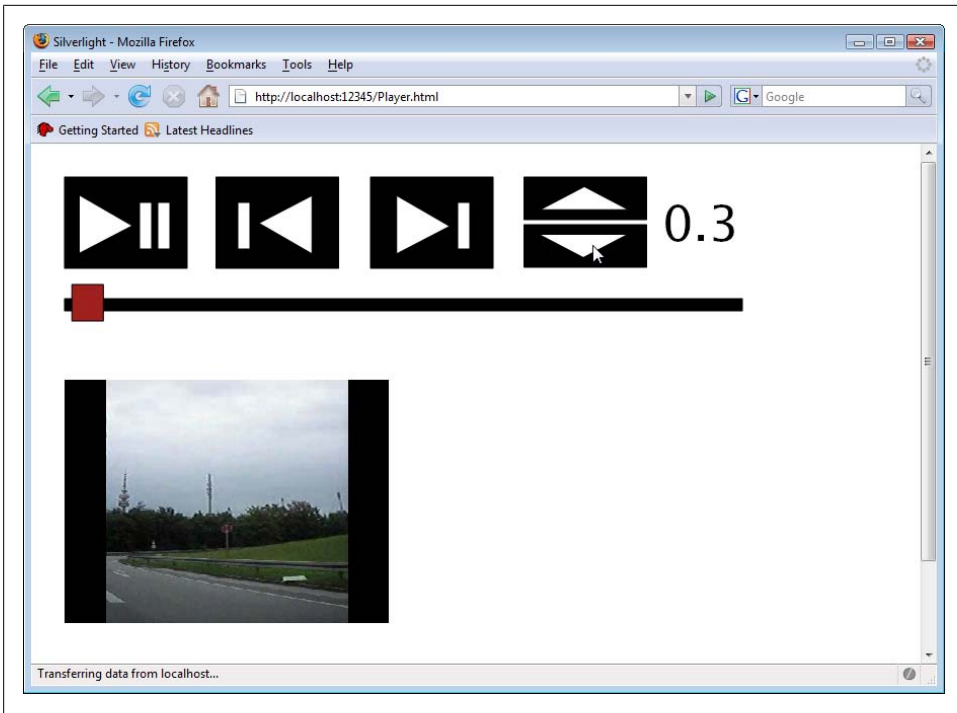 Silverlight - Mozilla Firefox
File Edit View History Bookmarks Tools Help
http://localhost:12345/Player.html
G Google
Getting Started Latest Headlines
0.3
Transferring data from localhost...